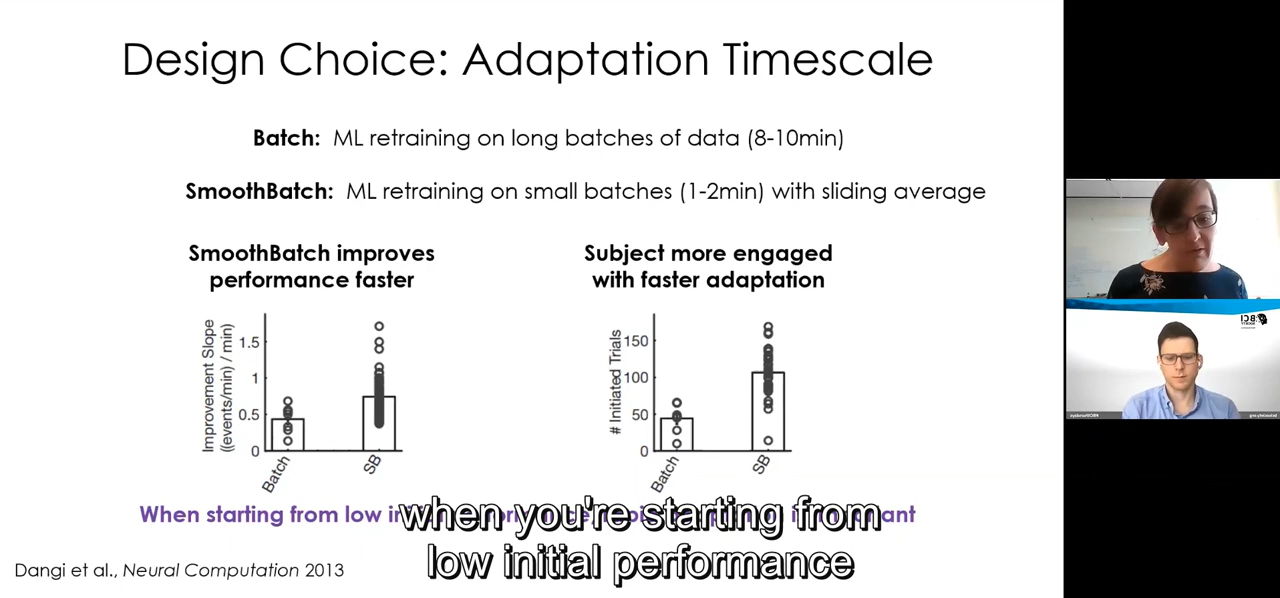 Design Choice: Adaptation Timescale
Batch: ML retraining on long batches of data (8-10min)
SmoothBatch: ML retraining on small batches (1-2min) with sliding average
SmoothBatch improves
performance faster
Improvement Slope
((events/min) / min)
1.5
1
0.5
0
Batch
SB
Subject more engaged
with faster adaptation
# Initiated Trials
150
100
50
0
Batch
SB
When starting from low
when you're starting from
low initial performance
Dangi et al., Neural Computation 2013
BCI